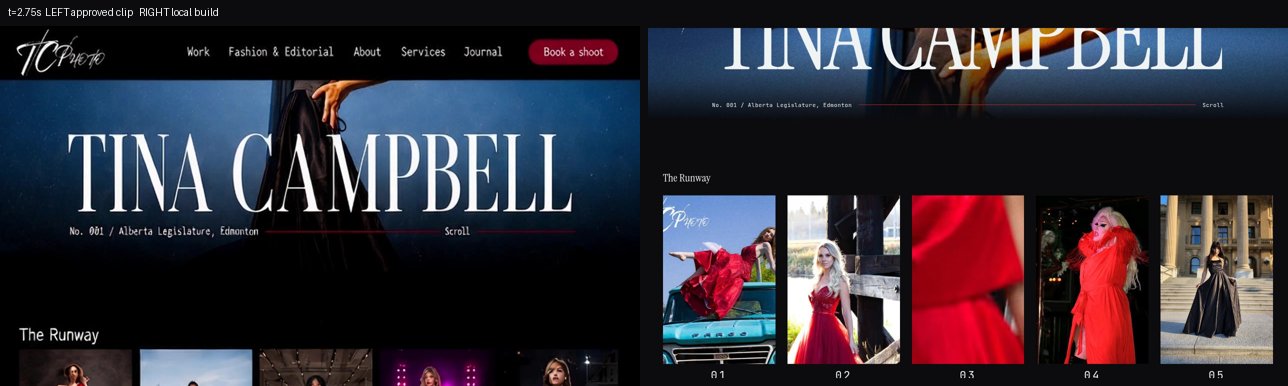 t=2.75s LEFT approved clip RIGHT local build
TCPHOTO
Work Fashion & Editorial About Services Journal Book a shoot
TINA CAMPBELL
No. 001 / Alberta Legislature, Edmonton Scroll
The Runway
TINA CAMPBELL
No. 001 / Alberta Legislature, Edmonton Scroll
The Runway
CPHOTO
01 02 03 04 05